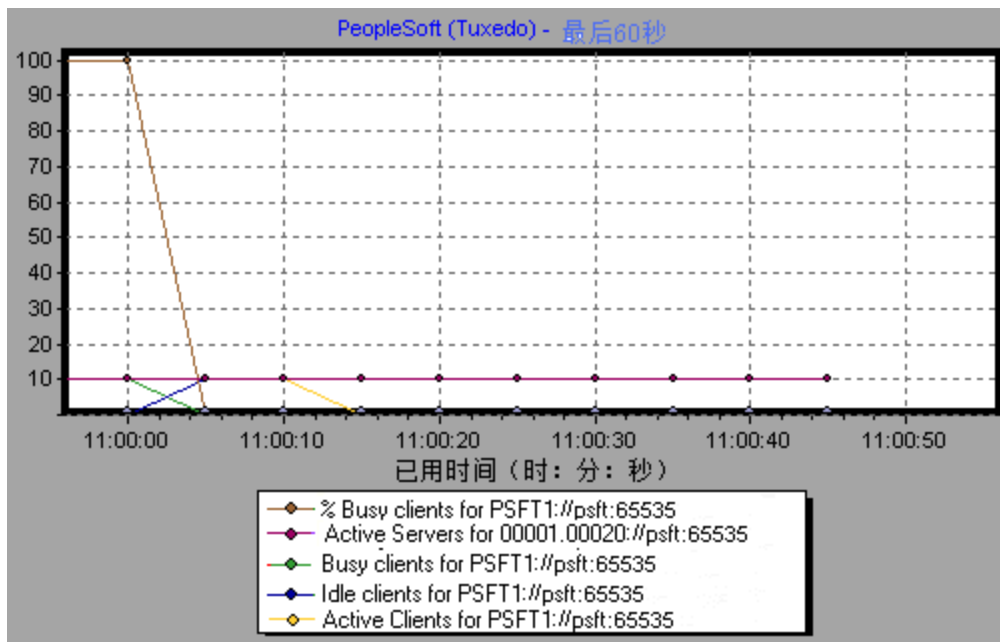 PeopleSoft (Tuxedo) - 最后60秒
100
90
80
70
60
50
40
30
20
10
11:00:00 11:00:10 11:00:20 11:00:30 11:00:40 11:00:50
已用时间（时：分：秒）
% Busy clients for PSFT1://psft:65535
Active Servers for 00001.00020://psft:65535
Busy clients for PSFT1://psft:65535
Idle clients for PSFT1://psft:65535
Active Clients for PSFT1://psft:65535